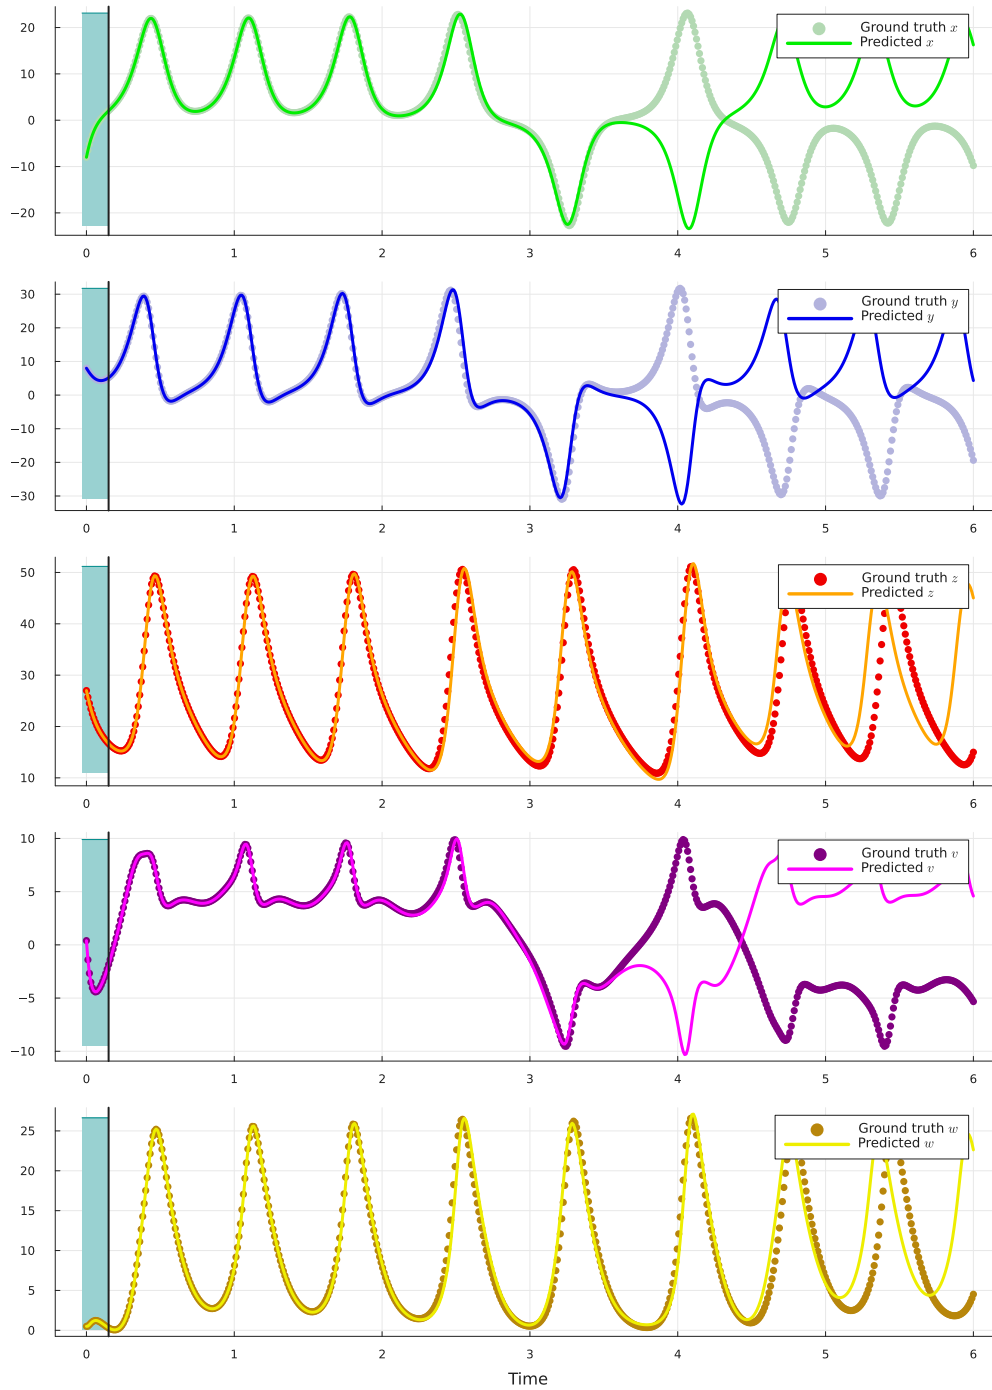 20
10
0
−10
−20
Ground truth x
Predicted x
0 1 2 3 4 5 6
30
20
10
0
−10
−20
−30
Ground truth y
Predicted y
0 1 2 3 4 5 6
50
40
30
20
10
Ground truth z
Predicted z
0 1 2 3 4 5 6
10
5
0
−5
−10
Ground truth v
Predicted v
0 1 2 3 4 5 6
25
20
15
10
5
0
Ground truth w
Predicted w
0 1 2 3 4 5 6
Time